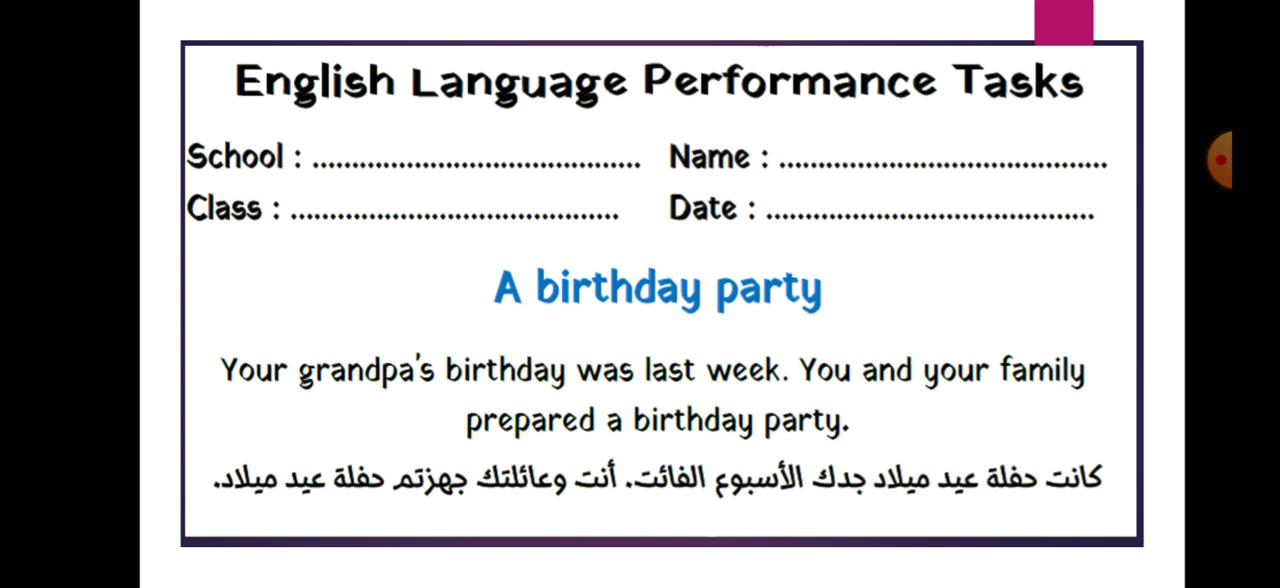 English Language Performance Tasks
School : ........................................... Name : ...........................................
Class : ........................................... Date : ...........................................
A birthday party
Your grandpa's birthday was last week. You and your family
prepared a birthday party.
كانت حفلة عيد ميلاد جدك الأسبوع الفائت. أنت وعائلتك جهزتم حفلة عيد ميلاد.